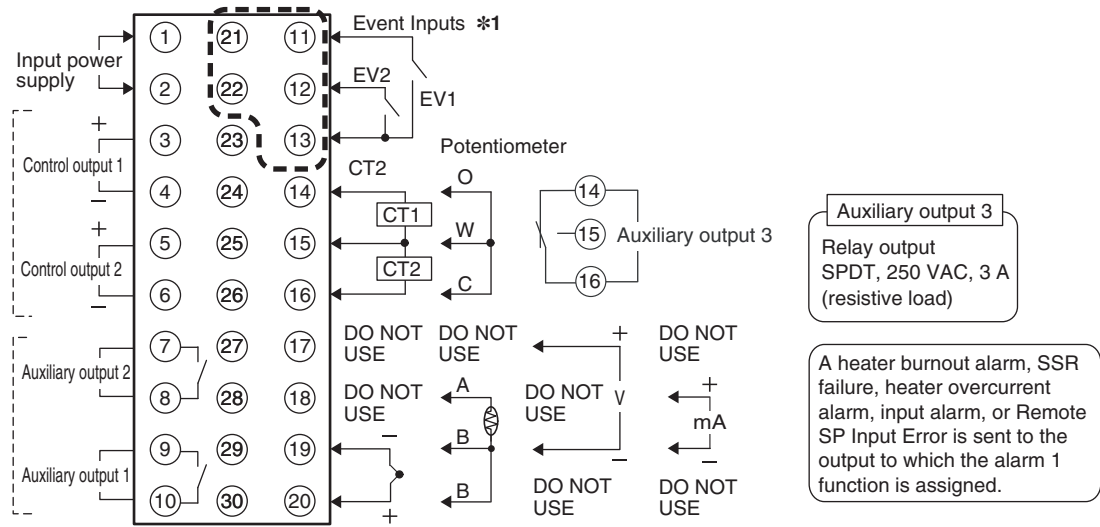 Event Inputs *1
1 21 11
Input power
supply
2 22 12
EV2
EV1
+
3 23 13
Control output 1
Potentiometer
4 24 14
−
CT2
CT1
O
14
+
5 25 15
W
15 Auxiliary output 3
Control output 2
CT2
6 26 16
−
C
16
7 27 17
DO NOT
USE
DO NOT
USE
+
DO NOT
USE
Auxiliary output 2
8 28 18
DO NOT
USE
A
DO NOT
USE
V
+
mA
−
9 29 19
−
B
−
Auxiliary output 1
10 30 20
+
B
DO NOT
USE
DO NOT
USE
Auxiliary output 3
Relay output
SPDT, 250 VAC, 3 A
(resistive load)
A heater burnout alarm, SSR
failure, heater overcurrent
alarm, input alarm, or Remote
SP Input Error is sent to the
output to which the alarm 1
function is assigned.